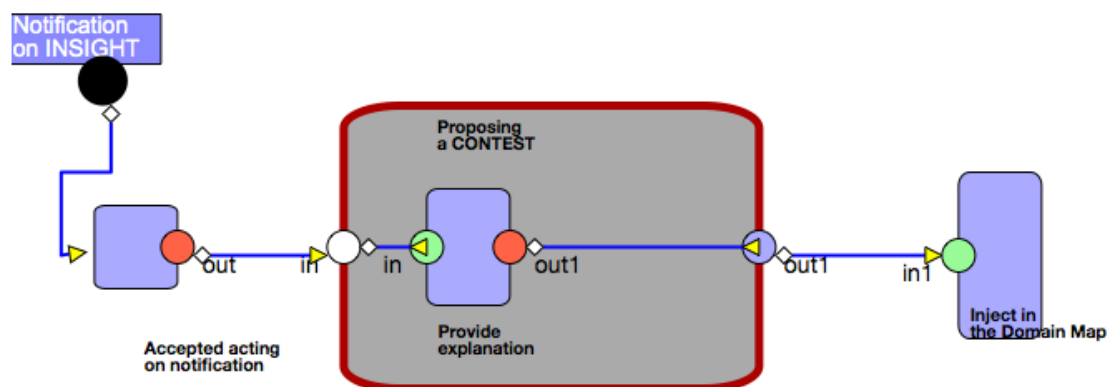 Notification
on INSIGHT
Proposing
a CONTEST
out
in
in
out1
out1
in1
Accepted acting
on notification
Provide
explanation
Inject in
the Domain Map